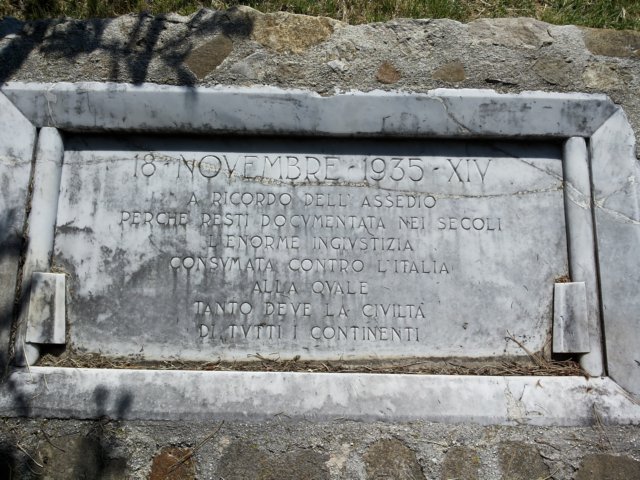 18 NOVEMBRE 1935-XIV
A RICORDO DELL'ASSEDIO
PERCHE RESTI DOCVMENTATA NEI SECOLI
L'ENORME INGIVSTIZIA
CONSVMATA CONTRO L'ITALIA
ALLA QVALE
TANTO DEVE LA CIVILTÀ
DI TVTTI I CONTINENTI